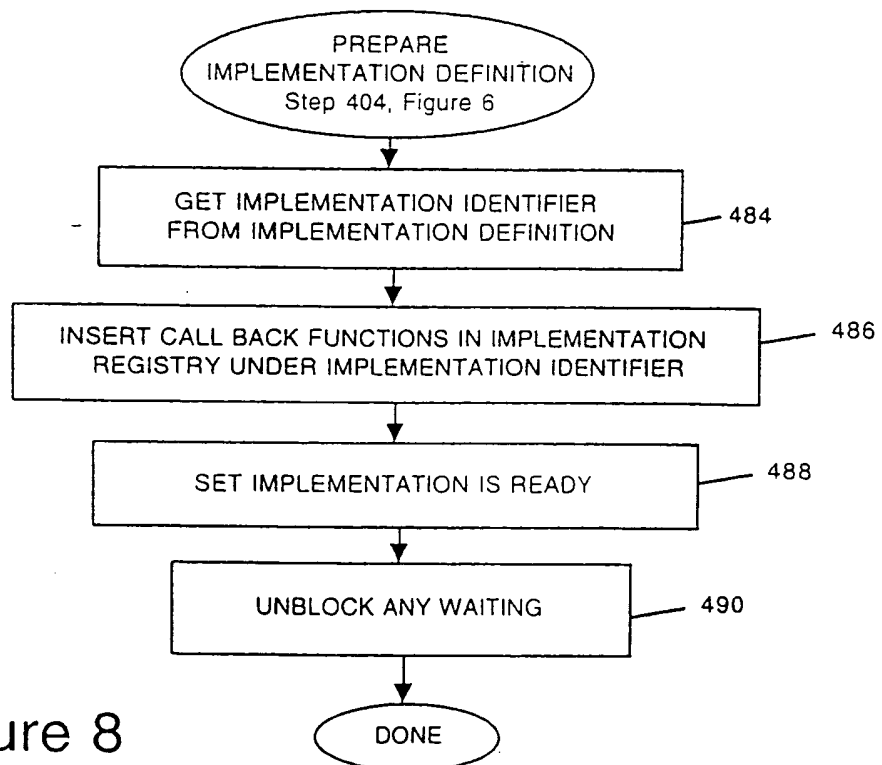 PREPARE
IMPLEMENTATION DEFINITION
Step 404, Figure 6
GET IMPLEMENTATION IDENTIFIER
FROM IMPLEMENTATION DEFINITION
484
INSERT CALL BACK FUNCTIONS IN IMPLEMENTATION
REGISTRY UNDER IMPLEMENTATION IDENTIFIER
486
SET IMPLEMENTATION IS READY
488
UNBLOCK ANY WAITING
490
DONE
ure 8